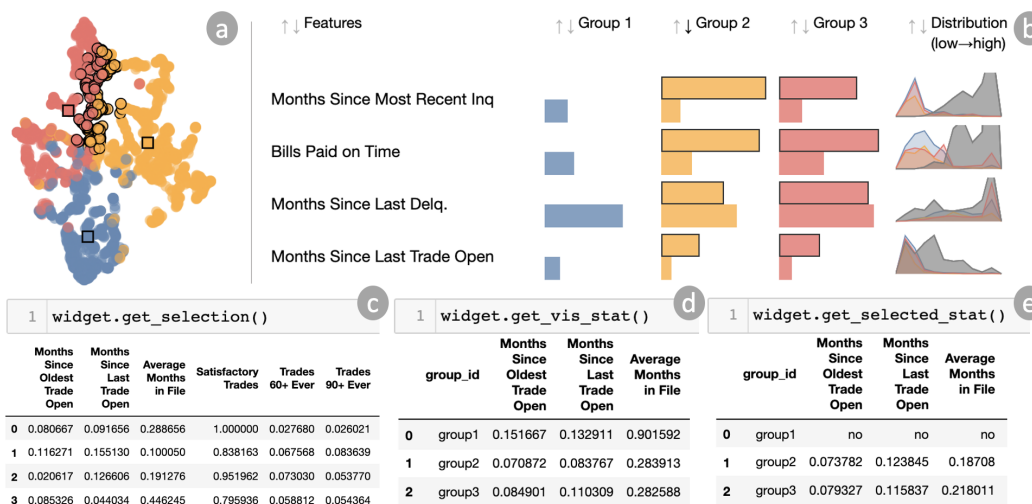 a
↑↓ Features
↑↓ Group 1
↑↓ Group 2
↑↓ Group 3
↑↓ Distribution
(low→high)
b
Months Since Most Recent Inq
Bills Paid on Time
Months Since Last Delq.
Months Since Last Trade Open
c
1 widget.get_selection()
Months Since Oldest Trade Open
Months Since Last Trade Open
Average Months in File
Satisfactory Trades
Trades 60+ Ever
Trades 90+ Ever
0 0.080667 0.091656 0.288656 1.000000 0.027680 0.026021
1 0.116271 0.155130 0.100050 0.838163 0.067568 0.083639
2 0.020617 0.126606 0.191276 0.951962 0.073030 0.053770
3 0.085326 0.044034 0.446245 0.795936 0.058812 0.054364
d
1 widget.get_vis_stat()
group_id
Months Since Oldest Trade Open
Months Since Last Trade Open
Average Months in File
0 group1 0.151667 0.132911 0.901592
1 group2 0.070872 0.083767 0.283913
2 group3 0.084901 0.110309 0.282588
e
1 widget.get_selected_stat()
group_id
Months Since Oldest Trade Open
Months Since Last Trade Open
Average Months in File
0 group1 no no no
1 group2 0.073782 0.123845 0.18708
2 group3 0.079327 0.115837 0.218011